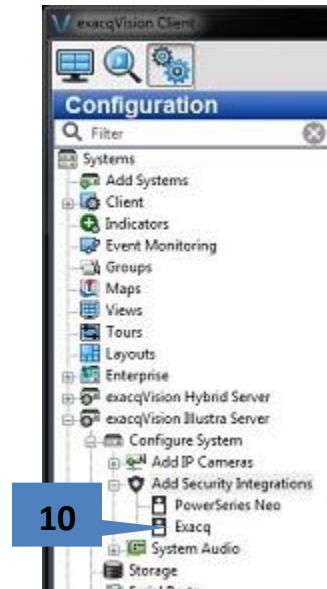 exacqVision Client
Configuration
Filter
Systems
Add Systems
Client
Indicators
Event Monitoring
Groups
Maps
Views
Tours
Layouts
Enterprise
exacqVision Hybrid Server
exacqVision Illustra Server
Configure System
Add IP Cameras
Add Security Integrations
PowerSeries Neo
10
Exacq
System Audio
Storage